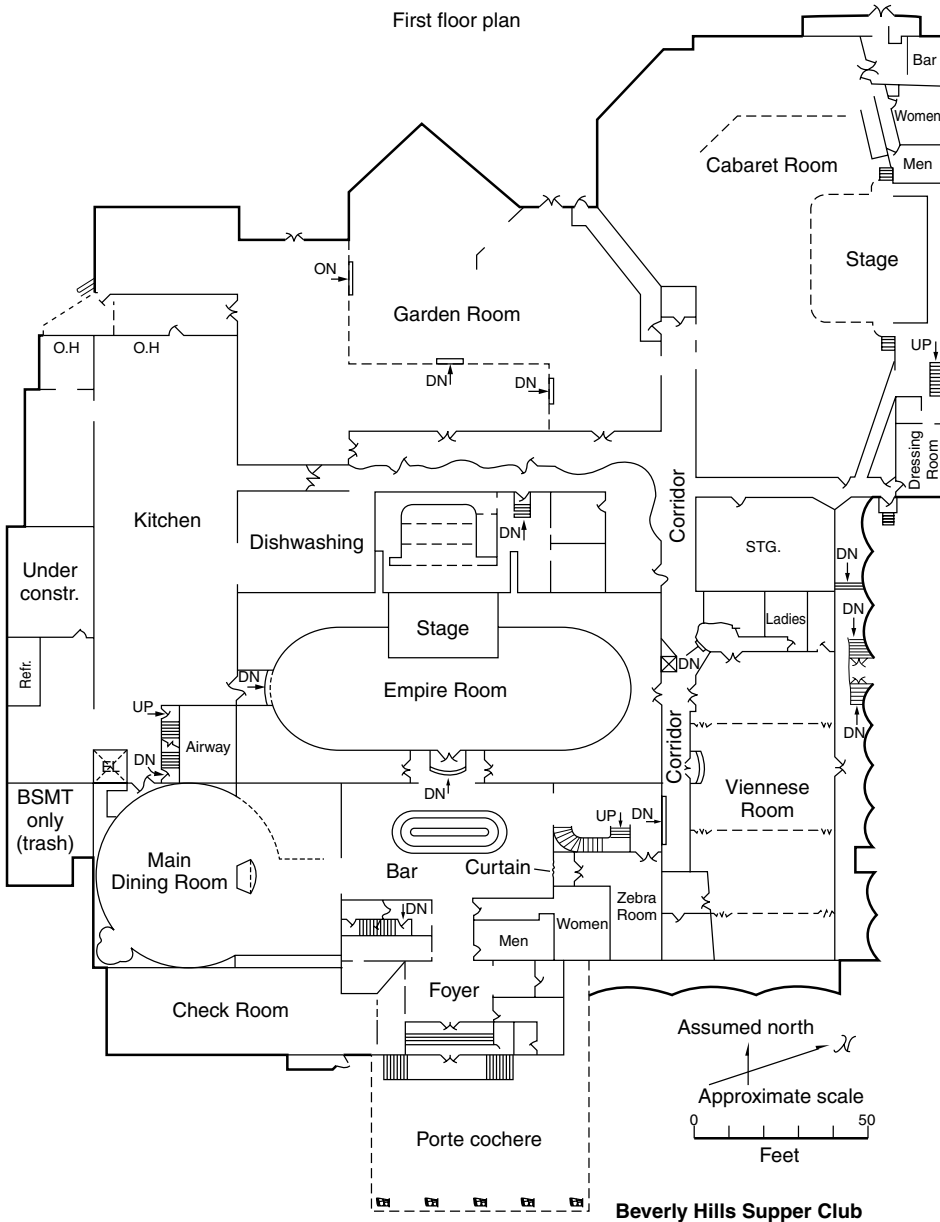 First floor plan
Bar
Women
Men
Cabaret Room
Stage
UP
Dressing
Room
ON
Garden Room
DN
DN
O.H
O.H
Kitchen
Dishwashing
DN
Corridor
STG.
Ladies
DN
DN
DN
Under
constr.
Refr.
Stage
Empire Room
DN
DN
UP
Airway
DN
EL
DN
Corridor
Viennese
Room
BSMT
only
(trash)
Main
Dining Room
Bar
Curtain
UP
DN
Zebra
Room
Women
Men
DN
Check Room
Foyer
Porte cochere
Assumed north
N
Approximate scale
0 50
Feet
Beverly Hills Supper Club